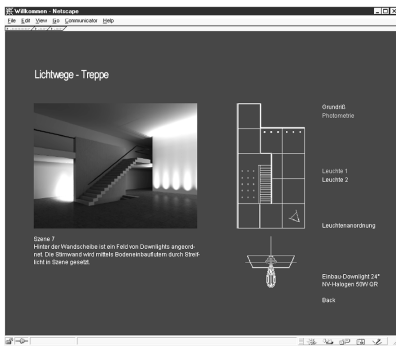 Willkommen - Netscape
File Edit View Go Communicator Help
Lichtwege - Treppe
Grundriß
Photometrie
Leuchte 1
Leuchte 2
Leuchtenanordnung
Szene 7
Hinter der Wandscheibe ist ein Feld von Downlights angeord-
net. Die Stirnwand wird mittels Bodeneinbauflutern durch Streif-
licht in Szene gesetzt.
Einbau-Downlight 24°
NV-Halogen 50W QR
Back